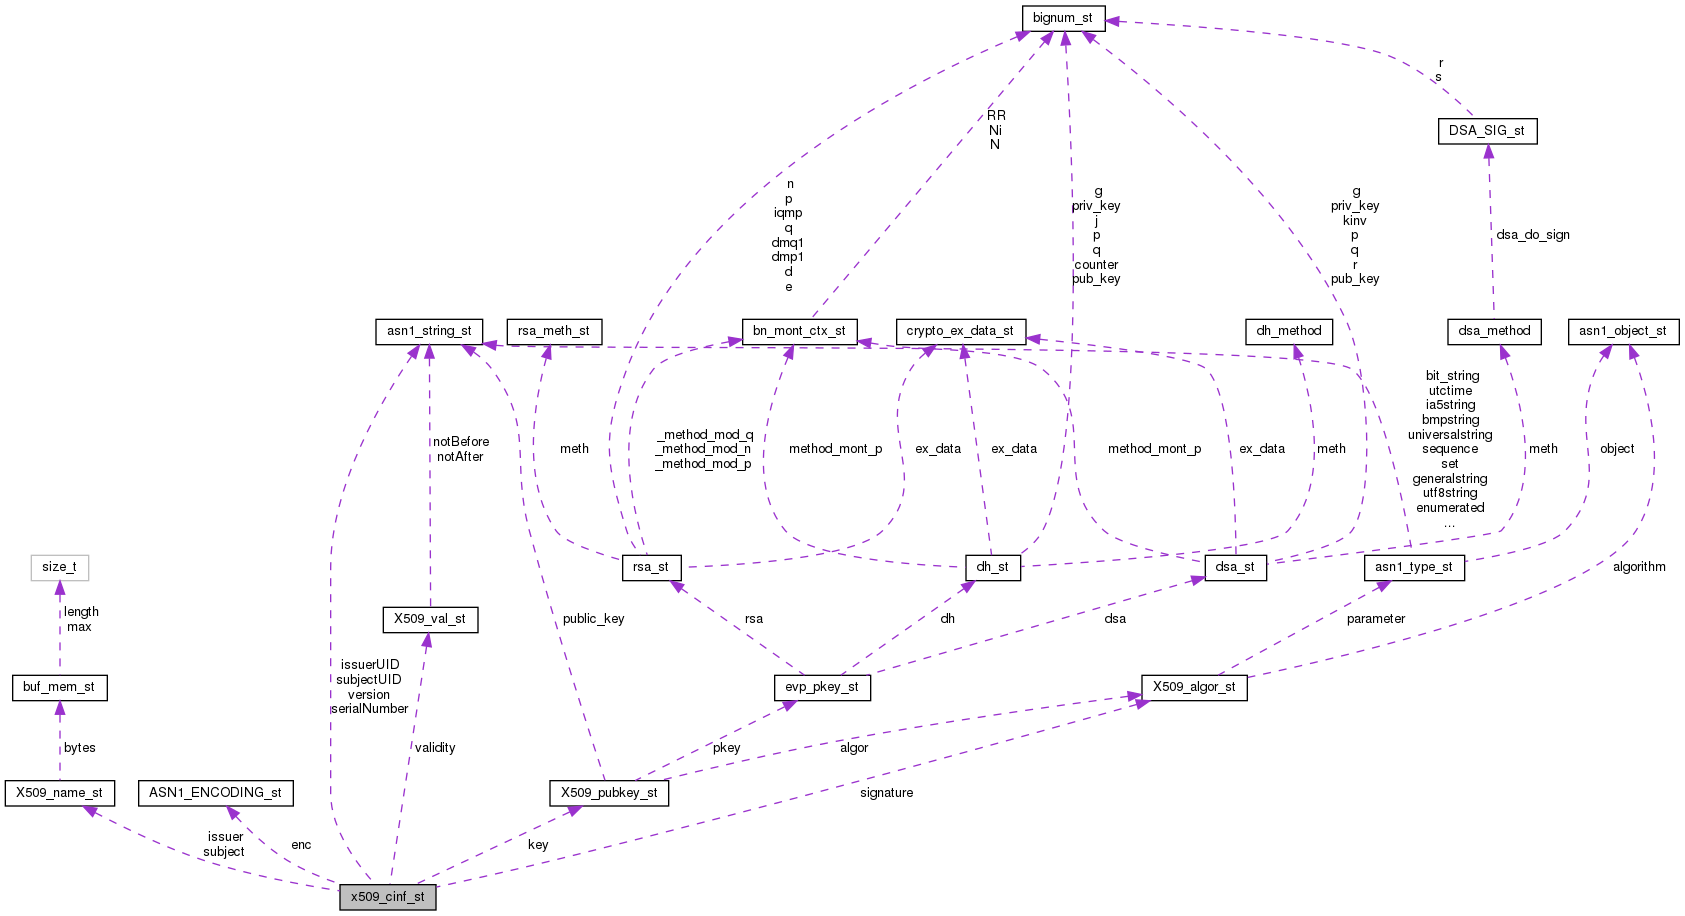 bignum_st
r
s
RR
Ni
N
DSA_SIG_st
n
p
iqmp
q
dmq1
dmp1
d
e
g
priv_key
j
p
q
counter
pub_key
g
priv_key
kinv
p
q
r
pub_key
dsa_do_sign
asn1_string_st
rsa_meth_st
bn_mont_ctx_st
crypto_ex_data_st
dh_method
dsa_method
asn1_object_st
notBefore
notAfter
meth
_method_mod_q
_method_mod_n
_method_mod_p
method_mont_p
ex_data
ex_data
method_mont_p
ex_data
meth
bit_string
utctime
ia5string
bmpstring
universalstring
sequence
set
generalstring
utf8string
enumerated
...
meth
object
size_t
rsa_st
dh_st
dsa_st
asn1_type_st
algorithm
length
max
X509_val_st
public_key
rsa
dh
dsa
parameter
issuerUID
subjectUID
version
serialNumber
buf_mem_st
evp_pkey_st
X509_algor_st
bytes
validity
pkey
algor
X509_name_st
ASN1_ENCODING_st
X509_pubkey_st
signature
issuer
subject
enc
key
x509_cinf_st